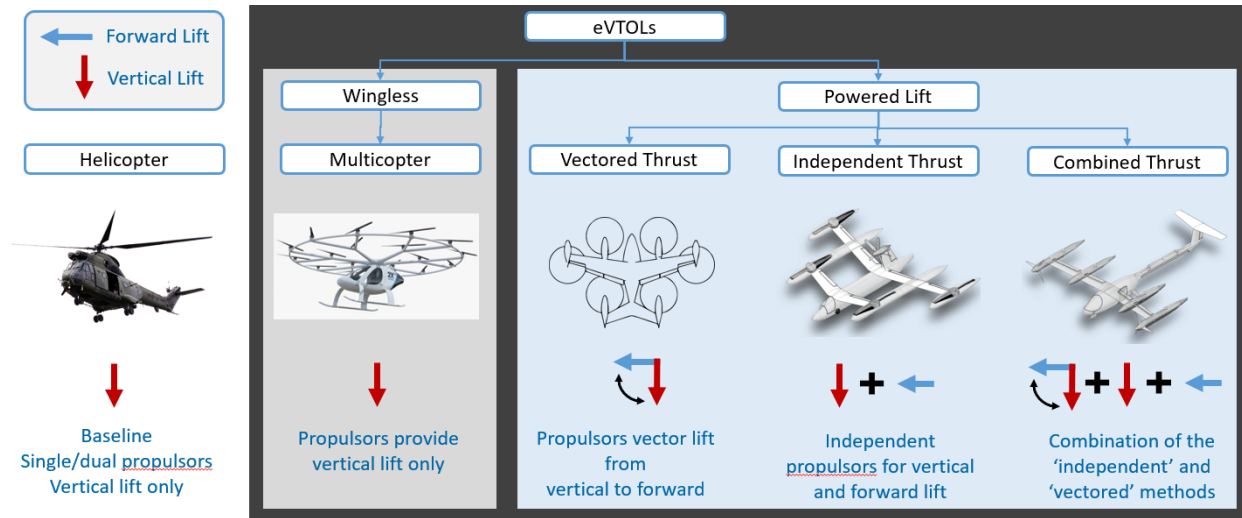 Forward Lift
Vertical Lift
eVTOLs
Wingless
Powered Lift
Helicopter
Multicopter
Vectored Thrust
Independent Thrust
Combined Thrust
Baseline
Single/dual propulsors
Vertical lift only
Propulsors provide
vertical lift only
Propulsors vector lift
from
vertical to forward
Independent
propulsors for vertical
and forward lift
Combination of the
‘independent’ and
‘vectored’ methods